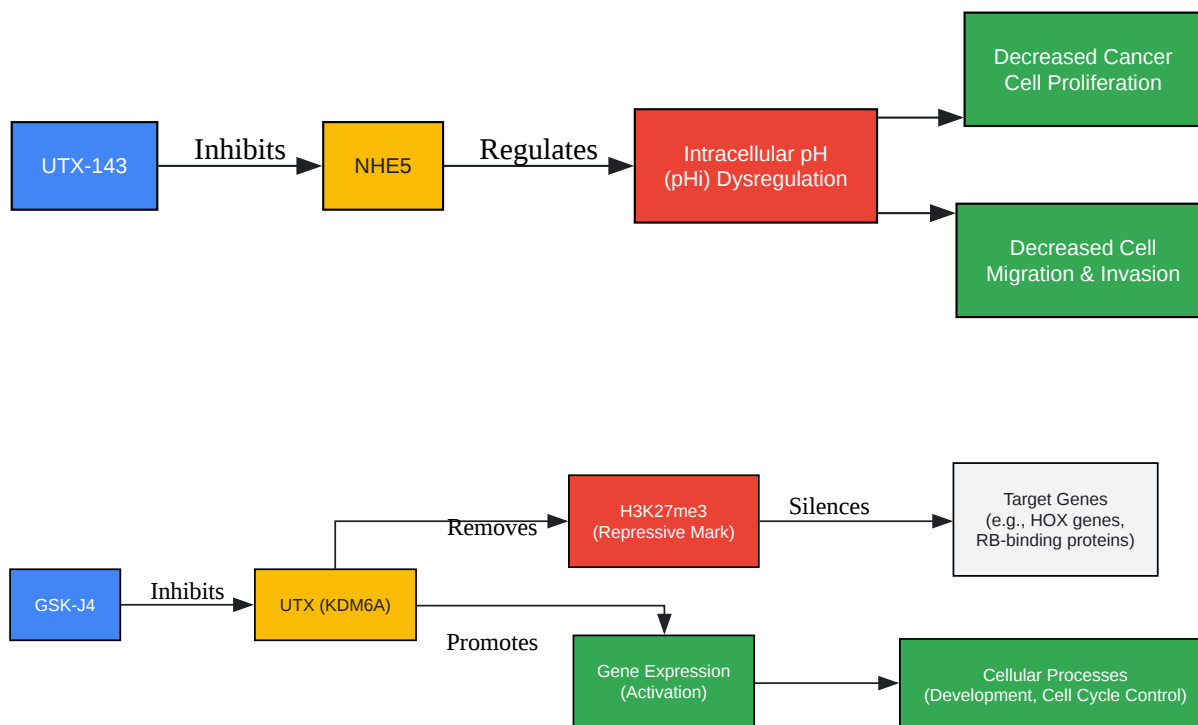 Decreased Cancer
Cell Proliferation
UTX-143
Inhibits
NHE5
Regulates
Intracellular pH
(pHi) Dysregulation
Decreased Cell
Migration & Invasion
H3K27me3
(Repressive Mark)
Removes
Silences
Target Genes
(e.g., HOX genes,
RB-binding proteins)
GSK-J4
Inhibits
UTX (KDM6A)
Promotes
Gene Expression
(Activation)
Cellular Processes
(Development, Cell Cycle Control)